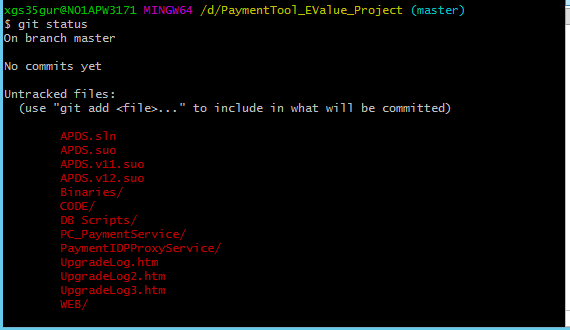 xgs35gur@NO1APW3171 MINGW64 /d/PaymentTool_EValue_Project (master)
$ git status
On branch master
No commits yet
Untracked files:
(use "git add <file>..." to include in what will be committed)
APDS.sln
APDS.suo
APDS.v11.suo
APDS.v12.suo
Binaries/
CODE/
DB Scripts/
PC_PaymentService/
PaymentIDPProxyService/
UpgradeLog.htm
UpgradeLog2.htm
UpgradeLog3.htm
WEB/